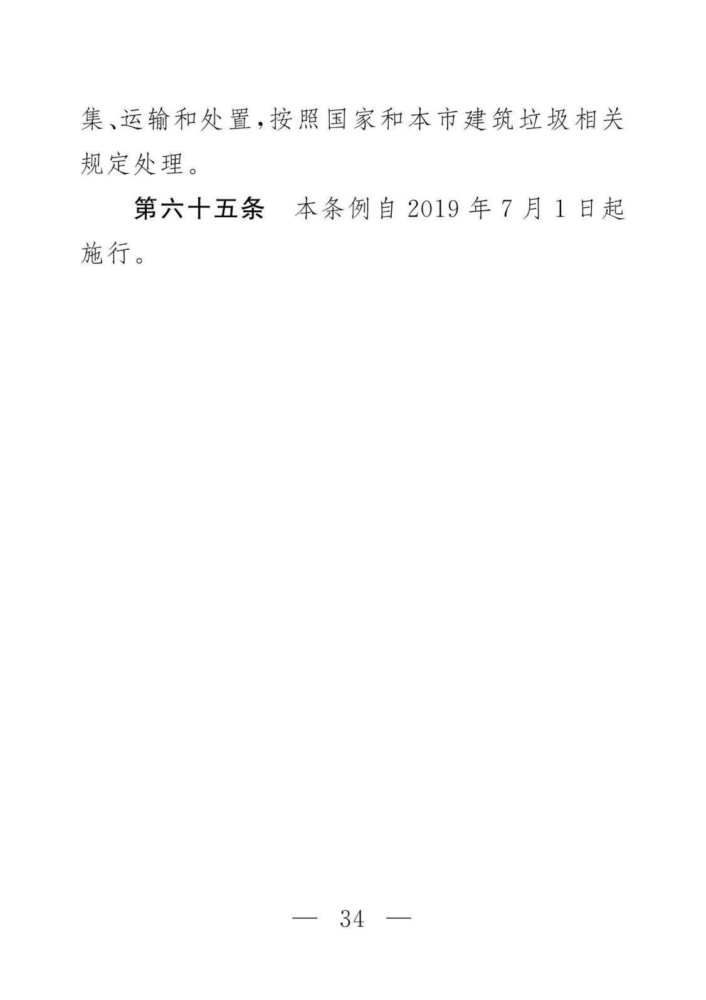 集、运输和处置,按照国家和本市建筑垃圾相关
规定处理。
第六十五条　本条例自 2019 年 7 月 1 日起
施行。
— 34 —